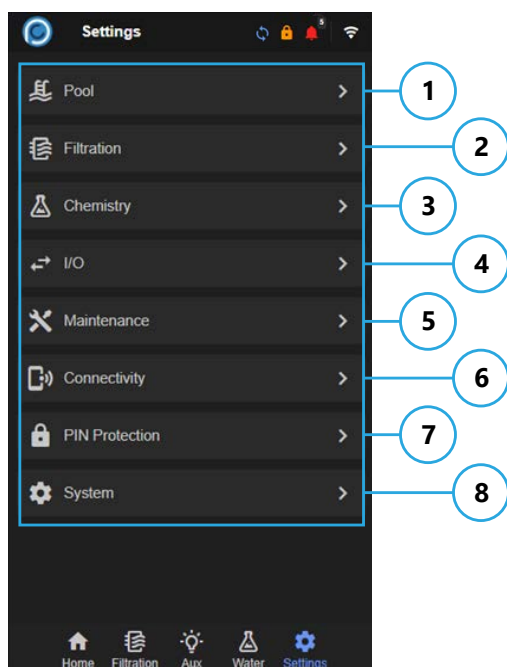 Settings
5
Pool
1
Filtration
2
Chemistry
3
I/O
4
Maintenance
5
Connectivity
6
PIN Protection
7
System
8
Home Filtration Aux Water Settings